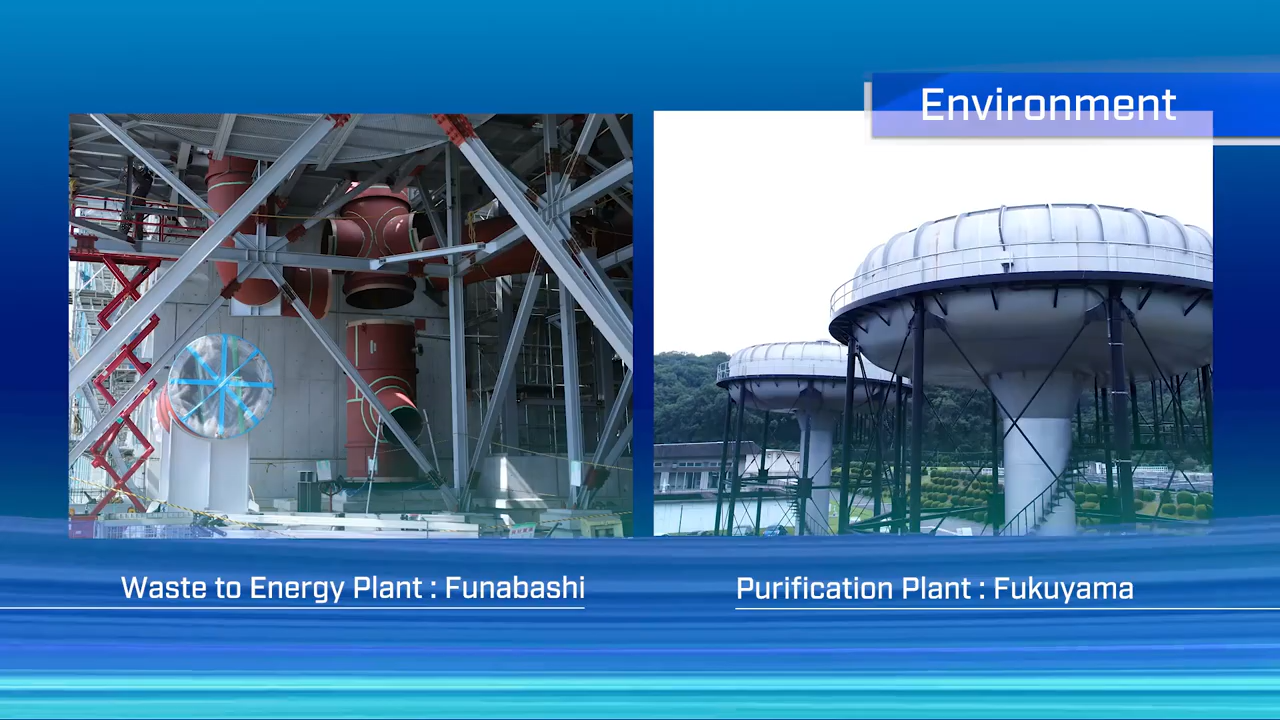 Environment
Waste to Energy Plant : Funabashi
Purification Plant : Fukuyama